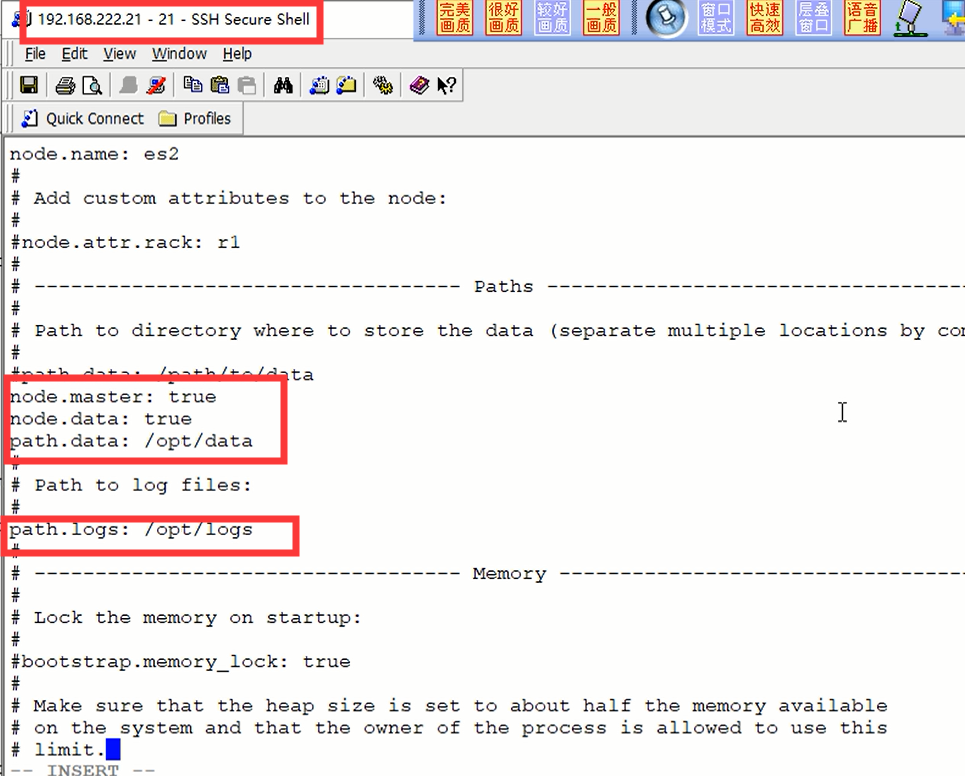 192.168.222.21 - 21 - SSH Secure Shell
完美画质 很好画质 较好画质 一般画质 窗口模式 快速高效 层叠窗口 语音广播
File Edit View Window Help
Quick Connect Profiles
node.name: es2
#
# Add custom attributes to the node:
#
#node.attr.rack: r1
#
# ----------------------------------- Paths ----------------------------------
#
# Path to directory where to store the data (separate multiple locations by
#
#path.data: /path/to/data
node.master: true
node.data: true
path.data: /opt/data
#
# Path to log files:
#
path.logs: /opt/logs
#
# ----------------------------------- Memory ---------------------------------
#
# Lock the memory on startup:
#
#bootstrap.memory_lock: true
#
# Make sure that the heap size is set to about half the memory available
# on the system and that the owner of the process is allowed to use this
# limit.
-- INSERT --